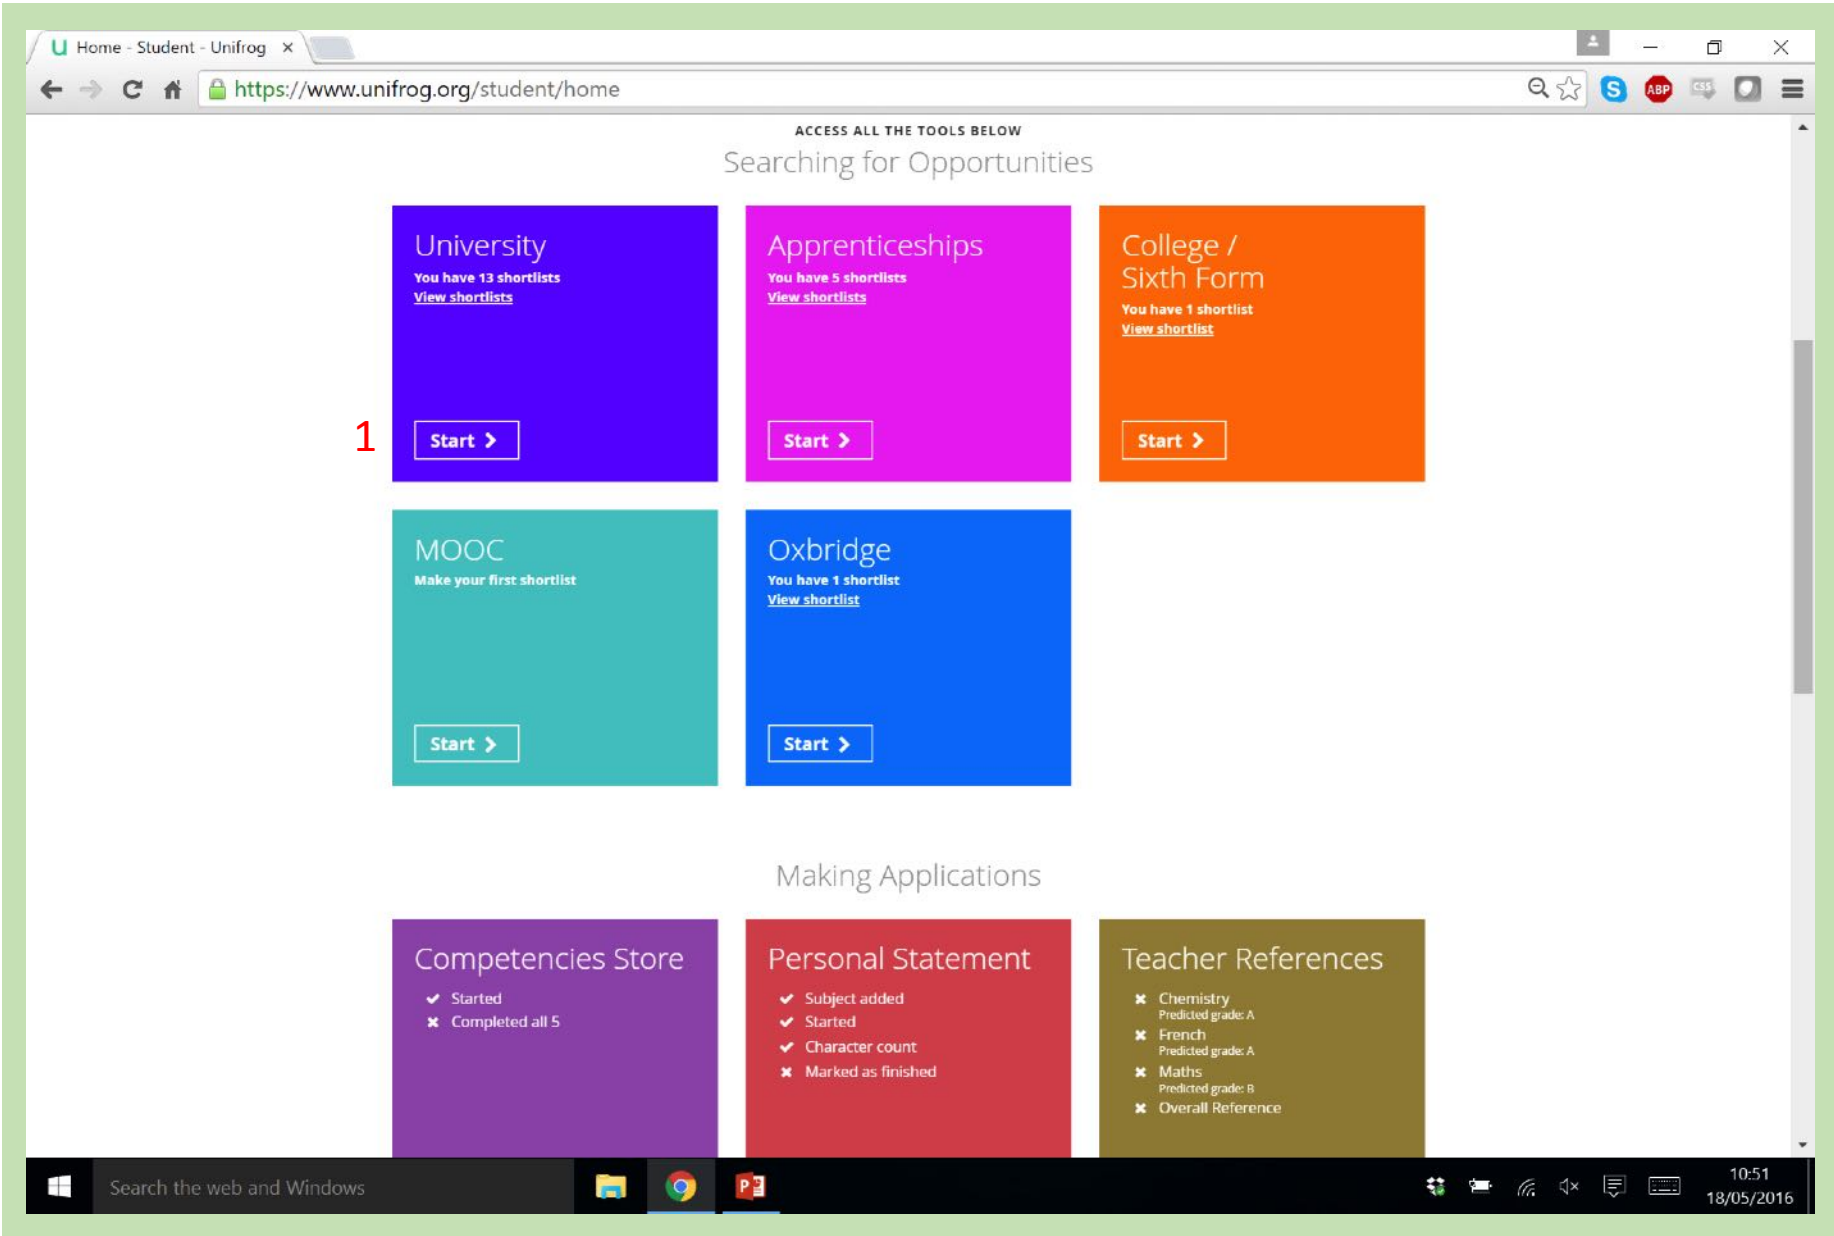 Home - Student - Unifrog
https://www.unifrog.org/student/home
ABP
CSS
ACCESS ALL THE TOOLS BELOW
Searching for Opportunities
University
You have 13 shortlists
View shortlists
1
Start
Apprenticeships
You have 5 shortlists
View shortlists
Start
College /
Sixth Form
You have 1 shortlist
View shortlist
Start
MOOC
Make your first shortlist
Start
Oxbridge
You have 1 shortlist
View shortlist
Start
Making Applications
Competencies Store
Started
Completed all 5
Personal Statement
Subject added
Started
Character count
Marked as finished
Teacher References
Chemistry
Predicted grade: A
French
Predicted grade: A
Maths
Predicted grade: B
Overall Reference
Search the web and Windows
10:51
18/05/2016